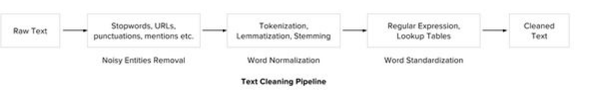 Raw Text
Stopwords, URLs,
punctuations, mentions etc.
Tokenization,
Lemmatization, Stemming
Regular Expression,
Lookup Tables
Cleaned
Text
Noisy Entities Removal
Word Normalization
Word Standardization
Text Cleaning Pipeline